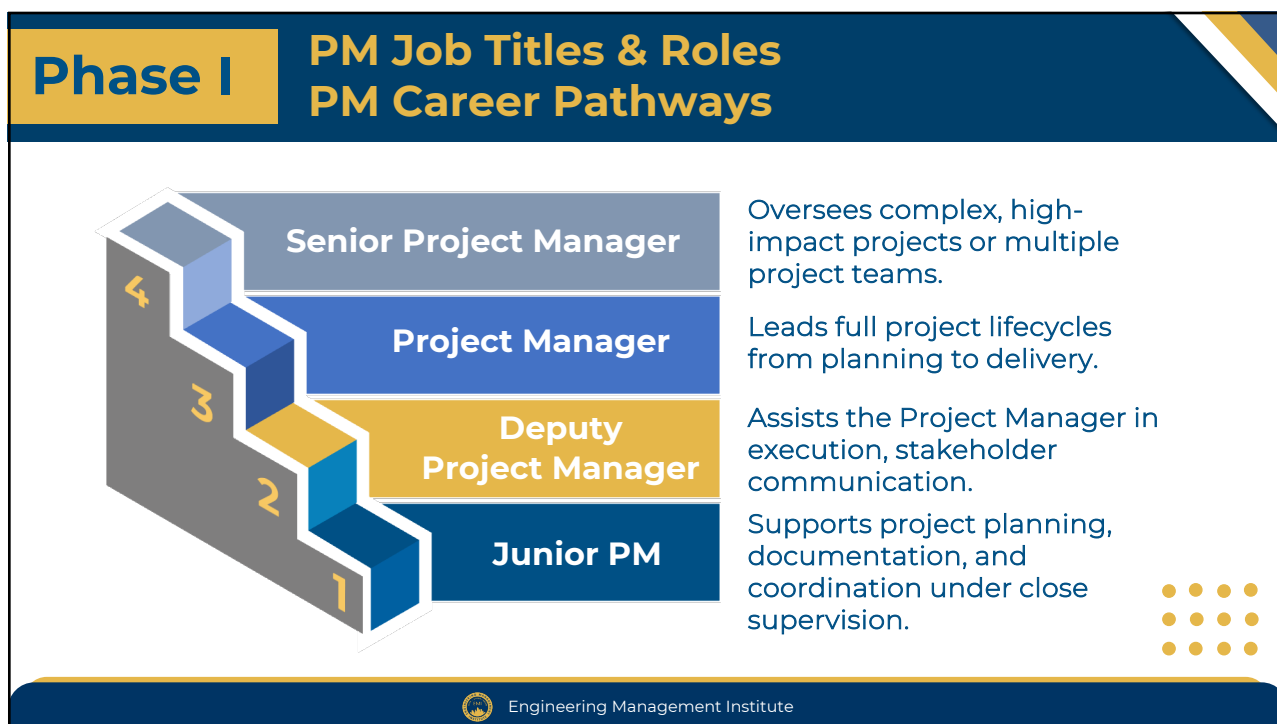 Phase I
PM Job Titles & Roles
PM Career Pathways
4
Senior Project Manager
Oversees complex, high-
impact projects or multiple
project teams.
3
Project Manager
Leads full project lifecycles
from planning to delivery.
2
Deputy
Project Manager
Assists the Project Manager in
execution, stakeholder
communication.
1
Junior PM
Supports project planning,
documentation, and
coordination under close
supervision.
Engineering Management Institute